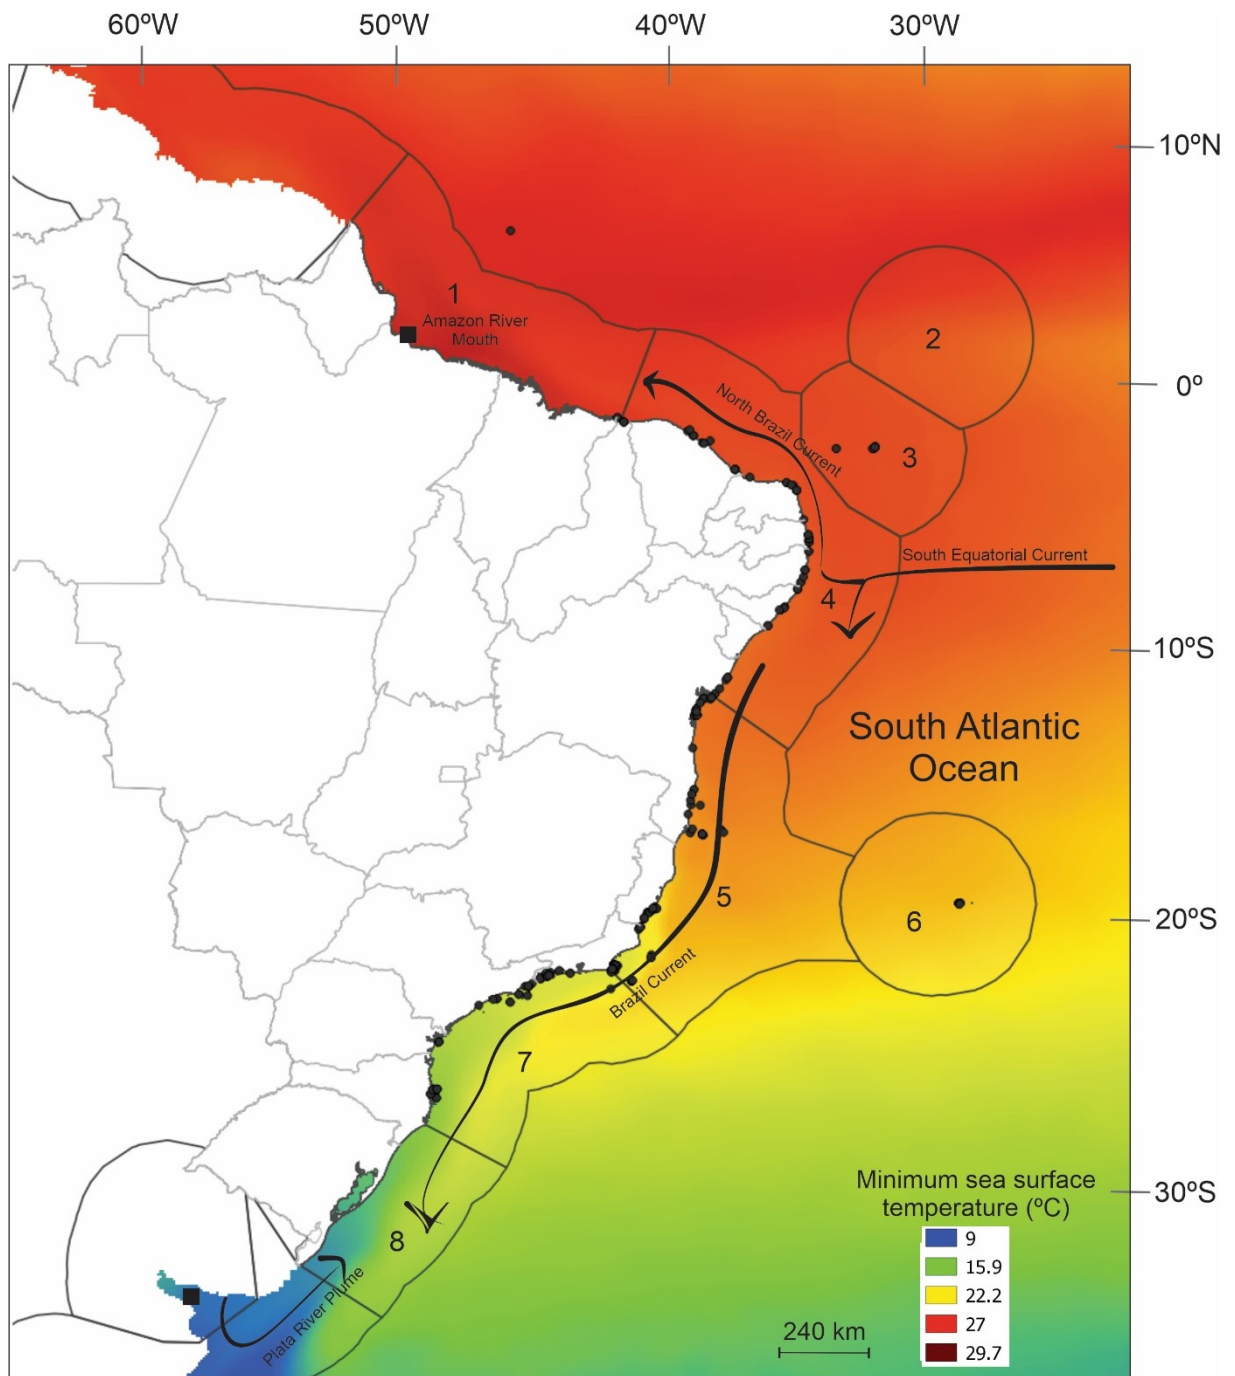 60ºW
50ºW
40ºW
30ºW
10ºN
1
Amazon River
Mouth
2
0º
North Brazil Current
3
South Equatorial Current
4
10ºS
South Atlantic
Ocean
5
6
20ºS
Brazil Current
7
Minimum sea surface
temperature (ºC)
30ºS
8
9
15.9
22.2
27
29.7
Plata River Plume
240 km